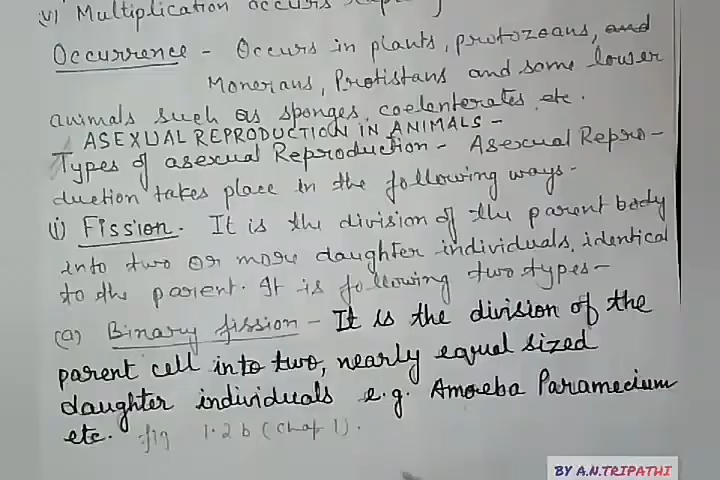 (vi) Multiplication occurs
Occurrence - Occurs in plants, protozoans, and
Monerans, Protistans and some lower
animals such as sponges, coelenterates, etc.
ASEXUAL REPRODUCTION IN ANIMALS -
Types of asexual Reproduction - Asexual Repro-
duction takes place in the following ways -
(i) Fission. It is the division of the parent body
into two or more daughter individuals, identical
to the parent. It is following two types -
(a) Binary fission - It is the division of the
parent cell into two, nearly equal sized
daughter individuals e.g. Amoeba Paramecium
etc. fig 1.2 b (Chap 1).
BY A.N.TRIPATHI